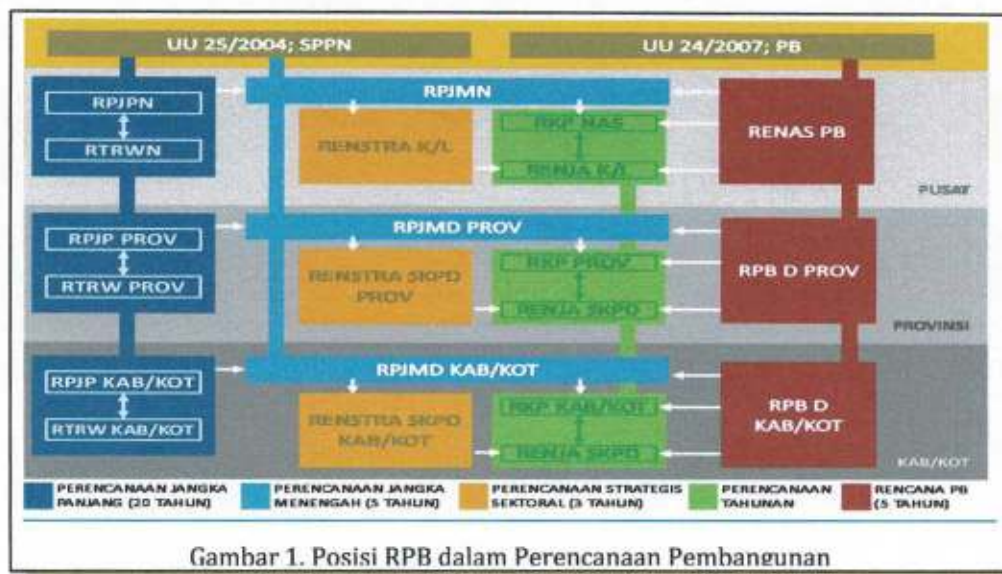 UU 25/2004; SPPN
UU 24/2007; PB
RPJPN
RTRWN
RPJMN
RENSTRA K/L
RKP NAS
RENJA K/L
RENAS PB
PUSAT
RPJP PROV
RTRW PROV
RPJMD PROV
RENSTRA SKPD
PROV
RKP PROV
RENJA SKPD
RPB D PROV
PROVINSI
RPJP KAB/KOT
RTRW KAB/KOT
RPJMD KAB/KOT
RENSTRA SKPD
KAB/KOT
RKP KAB/KOT
RENJA SKPD
RPB D
KAB/KOT
KAB/KOT
PERENCANAAN JANGKA
PANJANG (20 TAHUN)
PERENCANAAN JANGKA
MENENGAH (5 TAHUN)
PERENCANAAN STRATEGIS
SEKTORAL (3 TAHUN)
PERENCANAAN
TAHUNAN
RENCANA PB
(5 TAHUN)
Gambar 1. Posisi RPB dalam Perencanaan Pembangunan